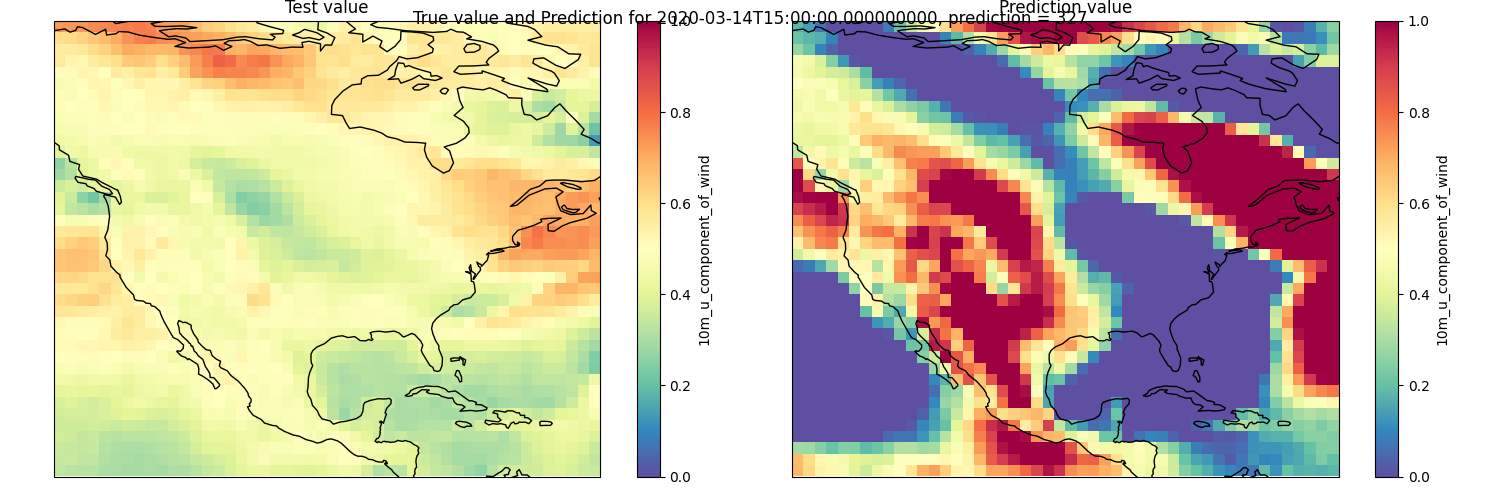 Test value
Prediction value
True value and Prediction for 2020-03-14T15:00:00.000000000, prediction = 327
1.0
0.8
0.6
0.4
0.2
0.0
10m_u_component_of_wind
1.0
0.8
0.6
0.4
0.2
0.0
10m_u_component_of_wind